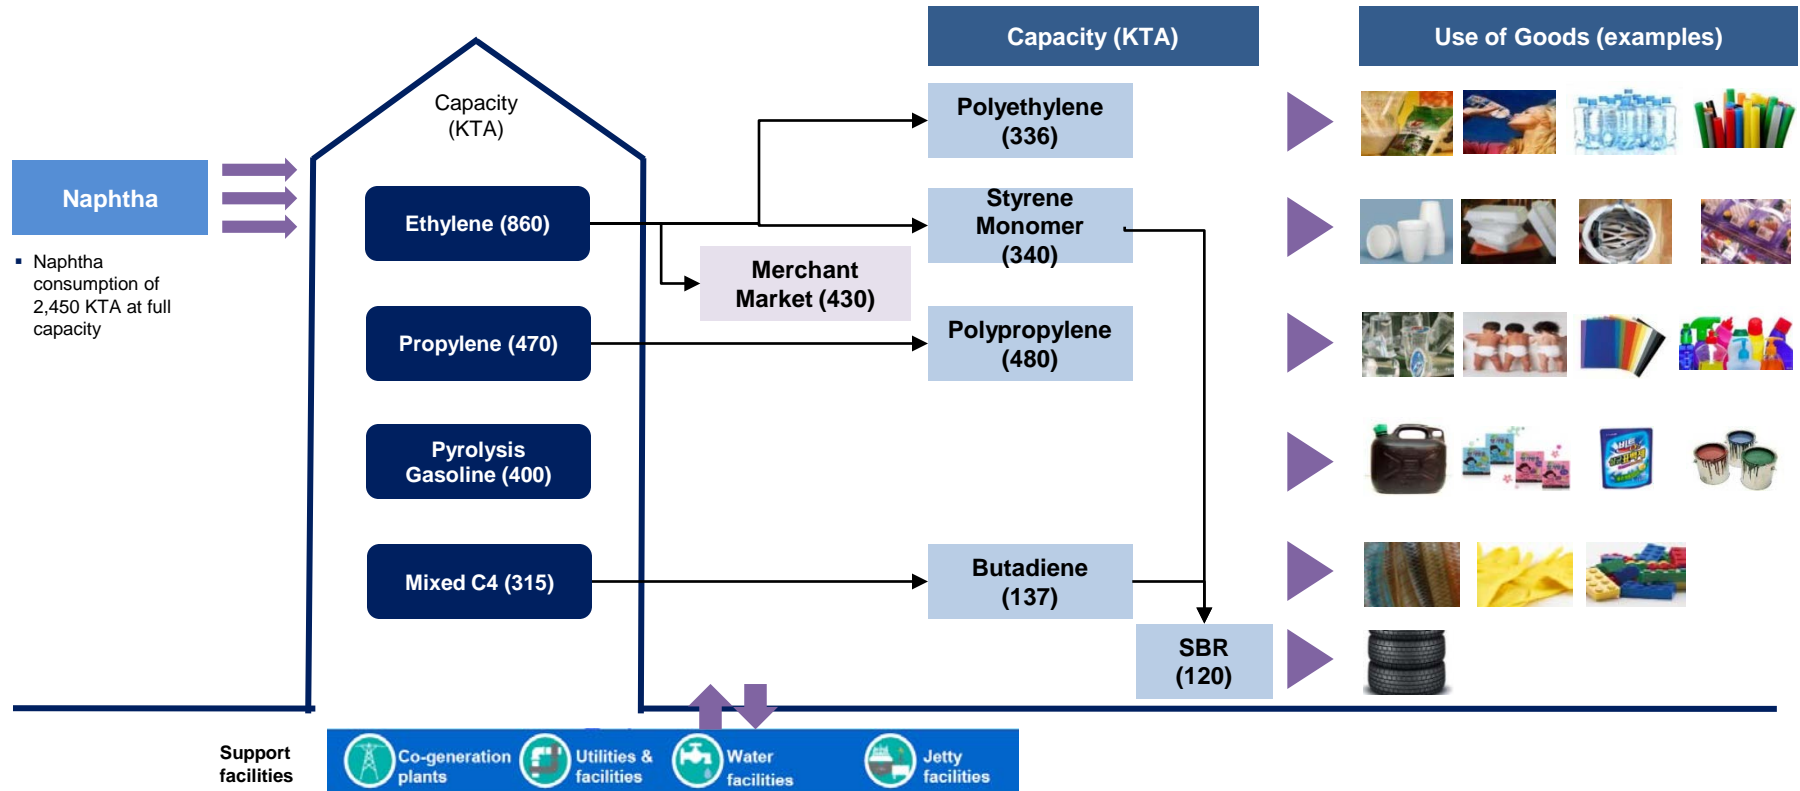 Capacity (KTA)
Use of Goods (examples)
Capacity
(KTA)
Naphtha
▪ Naphtha
consumption of
2,450 KTA at full
capacity
Ethylene (860)
Propylene (470)
Pyrolysis
Gasoline (400)
Mixed C4 (315)
Merchant
Market (430)
Polyethylene
(336)
Styrene
Monomer
(340)
Polypropylene
(480)
Butadiene
(137)
SBR
(120)
Support
facilities
Co-generation
plants
Utilities &
facilities
Water
facilities
Jetty
facilities